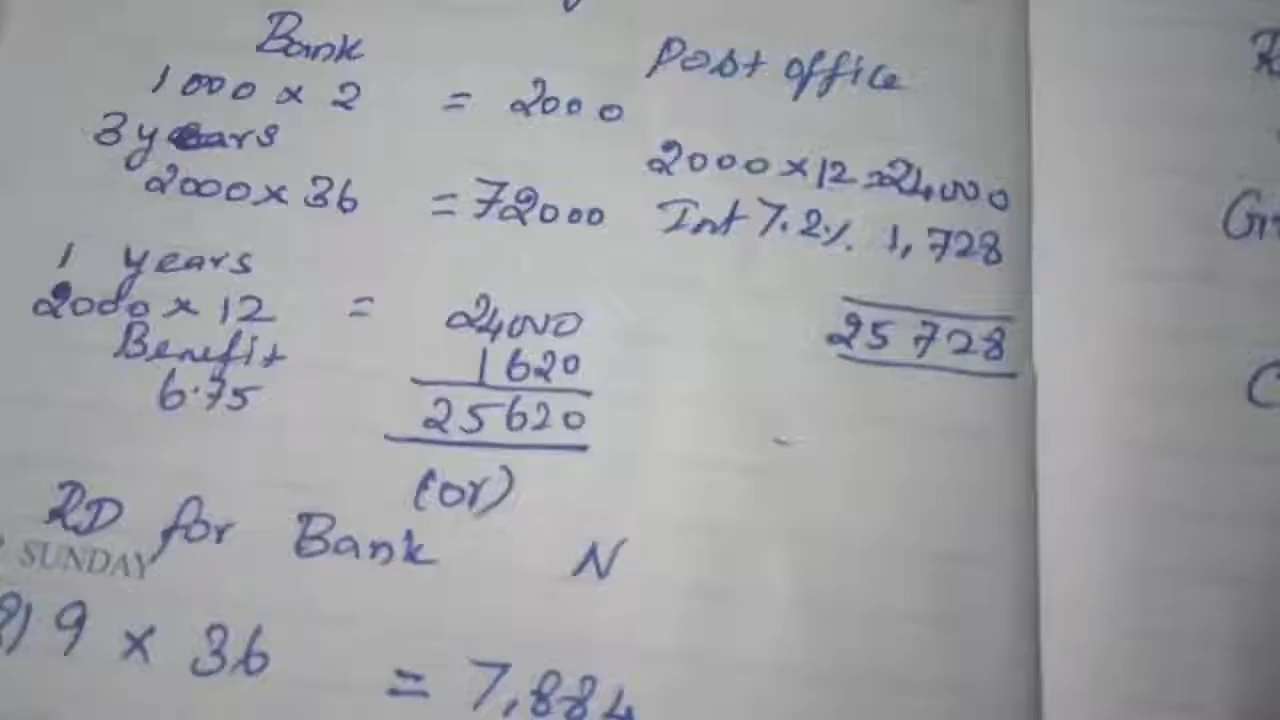 Bank
1000 x 2 = 2000
3 years
2000 x 36 = 72000
1 years
2000 x 12 = 24000
Benefit 1620
6.75 25620
(or)
RD for Bank N
SUNDAY
9 x 36 = 7,884
Post office
2000 x 12 = 24000
Int 7.2% 1,728
25728